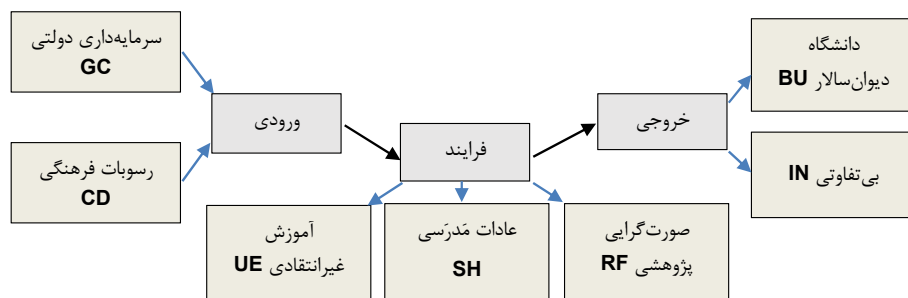 سرمایه‌داری دولتی
GC
رسوبات فرهنگی
CD
ورودی
فرایند
خروجی
دانشگاه
دیوان‌سالار BU
بی‌تفاوتی IN
آموزش
غیرانتقادی UE
عادات مَدرَسی
SH
صورت‌گرایی
پژوهشی RF